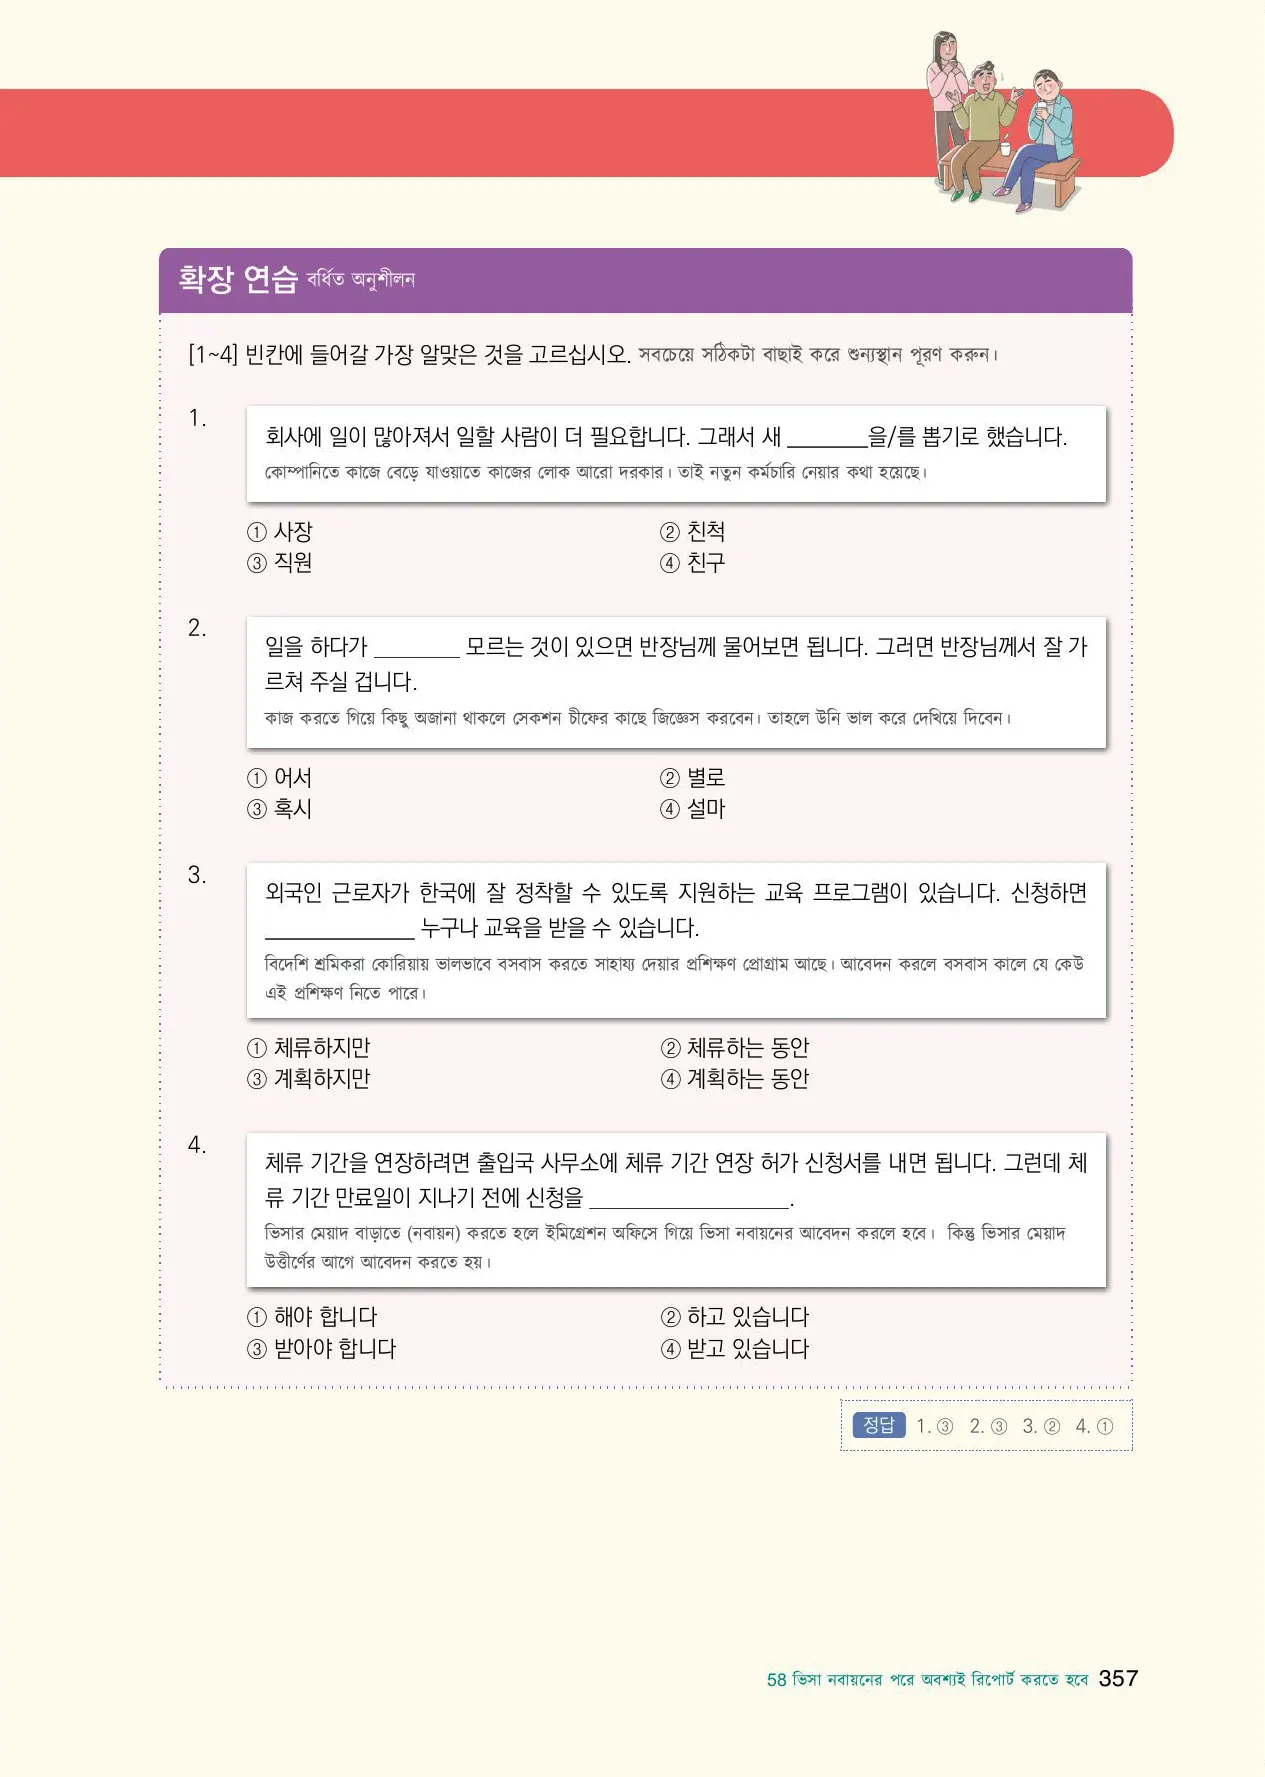 확장 연습 বর্ধিত অনুশীলন
[1~4] 빈칸에 들어갈 가장 알맞은 것을 고르십시오. সবচেয়ে সঠিকটা বাছাই করে শুন্যস্থান পূরণ করুন।
1.
회사에 일이 많아져서 일할 사람이 더 필요합니다. 그래서 새 ________을/를 뽑기로 했습니다.
কোম্পানিতে কাজে বেড়ে যাওয়াতে কাজের লোক আরো দরকার। তাই নতুন কর্মচারি নেয়ার কথা হয়েছে।
① 사장 ② 친척
③ 직원 ④ 친구
2.
일을 하다가 ________ 모르는 것이 있으면 반장님께 물어보면 됩니다. 그러면 반장님께서 잘 가
르쳐 주실 겁니다.
কাজ করতে গিয়ে কিছু অজানা থাকলে সেকশন চীফের কাছে জিজ্ঞেস করবেন। তাহলে উনি ভাল করে দেখিয়ে দিবেন।
① 어서 ② 별로
③ 혹시 ④ 설마
3.
외국인 근로자가 한국에 잘 정착할 수 있도록 지원하는 교육 프로그램이 있습니다. 신청하면
______________ 누구나 교육을 받을 수 있습니다.
বিদেশি শ্রমিকরা কোরিয়ায় ভালভাবে বসবাস করতে সাহায্য দেয়ার প্রশিক্ষণ প্রোগ্রাম আছে। আবেদন করলে বসবাস কালে যে কেউ
এই প্রশিক্ষণ নিতে পারে।
① 체류하지만 ② 체류하는 동안
③ 계획하지만 ④ 계획하는 동안
4.
체류 기간을 연장하려면 출입국 사무소에 체류 기간 연장 허가 신청서를 내면 됩니다. 그런데 체
류 기간 만료일이 지나기 전에 신청을 __________________.
ভিসার মেয়াদ বাড়াতে (নবায়ন) করতে হলে ইমিগ্রেশন অফিসে গিয়ে ভিসা নবায়নের আবেদন করলে হবে। কিন্তু ভিসার মেয়াদ
উত্তীর্ণের আগে আবেদন করতে হয়।
① 해야 합니다 ② 하고 있습니다
③ 받아야 합니다 ④ 받고 있습니다
정답 1. ③ 2. ③ 3. ② 4. ①
58 ভিসা নবায়নের পরে অবশ্যই রিপোর্ট করতে হবে 357